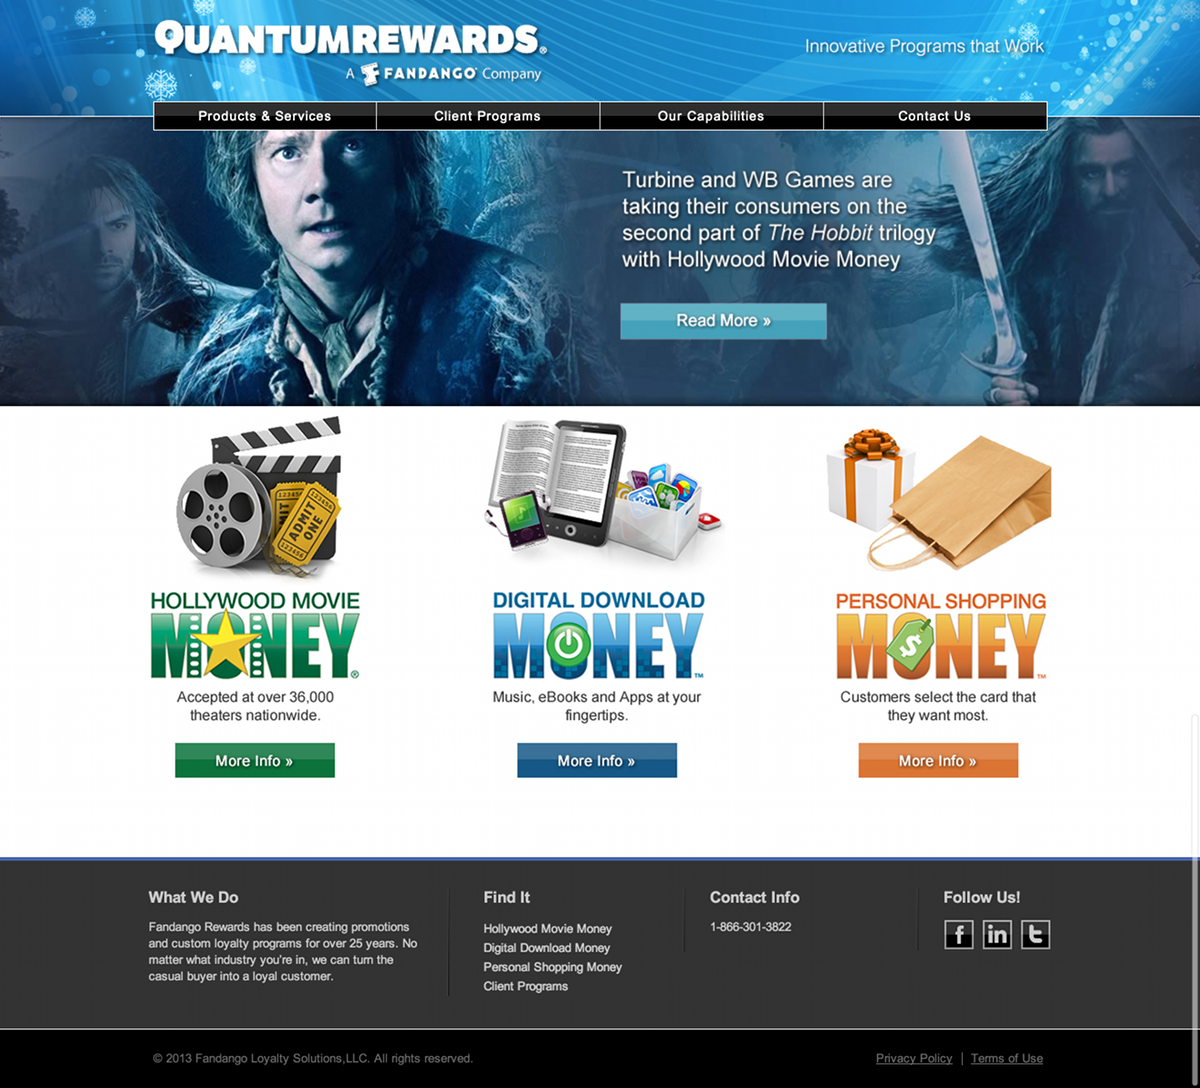 QUANTUMREWARDS®
A FANDANGO Company
Innovative Programs that Work
Products & Services
Client Programs
Our Capabilities
Contact Us
Turbine and WB Games are
taking their consumers on the
second part of The Hobbit trilogy
with Hollywood Movie Money
Read More »
123456
ADMIT
ONE
123456
HOLLYWOOD MOVIE
MONEY®
Accepted at over 36,000
theaters nationwide.
More Info »
DIGITAL DOWNLOAD
MONEY™
Music, eBooks and Apps at your
fingertips.
More Info »
PERSONAL SHOPPING
MONEY™
$
Customers select the card that
they want most.
More Info »
What We Do
Fandango Rewards has been creating promotions
and custom loyalty programs for over 25 years. No
matter what industry you're in, we can turn the
casual buyer into a loyal customer.
Find It
Hollywood Movie Money
Digital Download Money
Personal Shopping Money
Client Programs
Contact Info
1-866-301-3822
Follow Us!
f in t
© 2013 Fandango Loyalty Solutions,LLC. All rights reserved.
Privacy Policy | Terms of Use